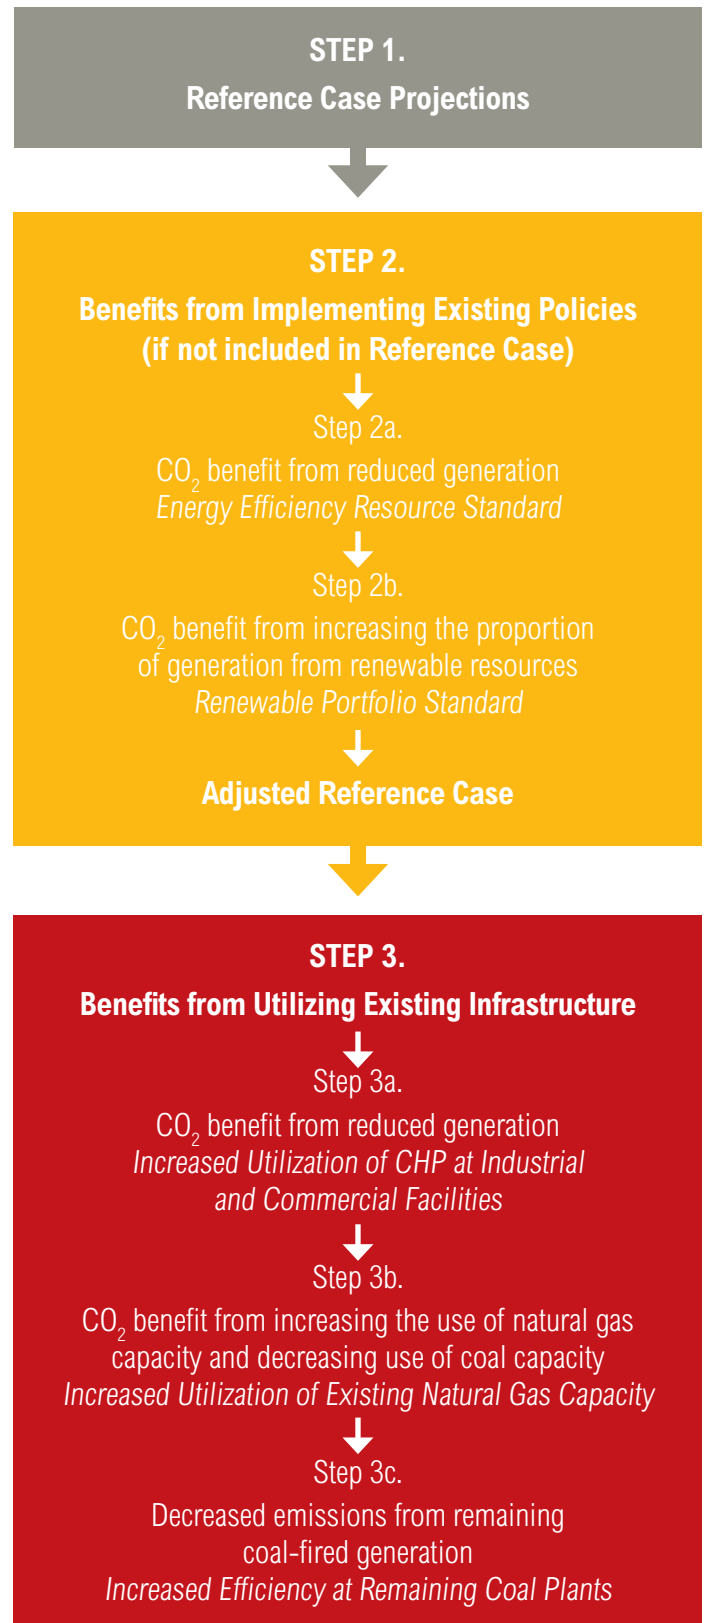 STEP 1.
Reference Case Projections
STEP 2.
Benefits from Implementing Existing Policies
(if not included in Reference Case)
Step 2a.
CO₂ benefit from reduced generation
Energy Efficiency Resource Standard
Step 2b.
CO₂ benefit from increasing the proportion
of generation from renewable resources
Renewable Portfolio Standard
Adjusted Reference Case
STEP 3.
Benefits from Utilizing Existing Infrastructure
Step 3a.
CO₂ benefit from reduced generation
Increased Utilization of CHP at Industrial
and Commercial Facilities
Step 3b.
CO₂ benefit from increasing the use of natural gas
capacity and decreasing use of coal capacity
Increased Utilization of Existing Natural Gas Capacity
Step 3c.
Decreased emissions from remaining
coal-fired generation
Increased Efficiency at Remaining Coal Plants